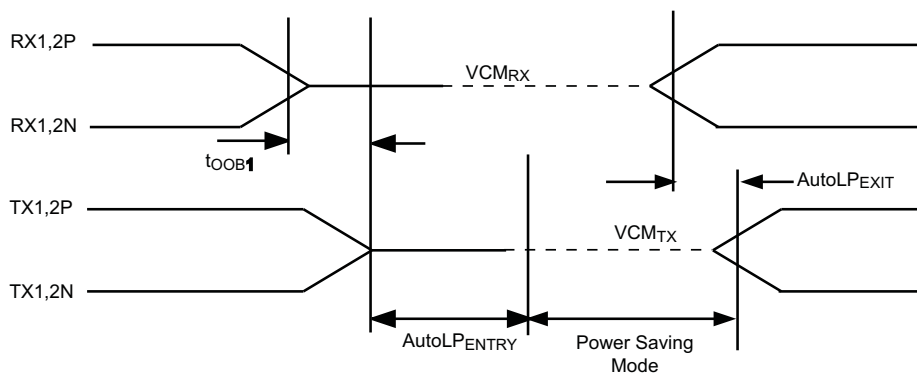 RX1,2P
VCMRX
RX1,2N
tOOB1
AutoLPEXIT
TX1,2P
VCMTX
TX1,2N
AutoLPENTRY
Power Saving
Mode